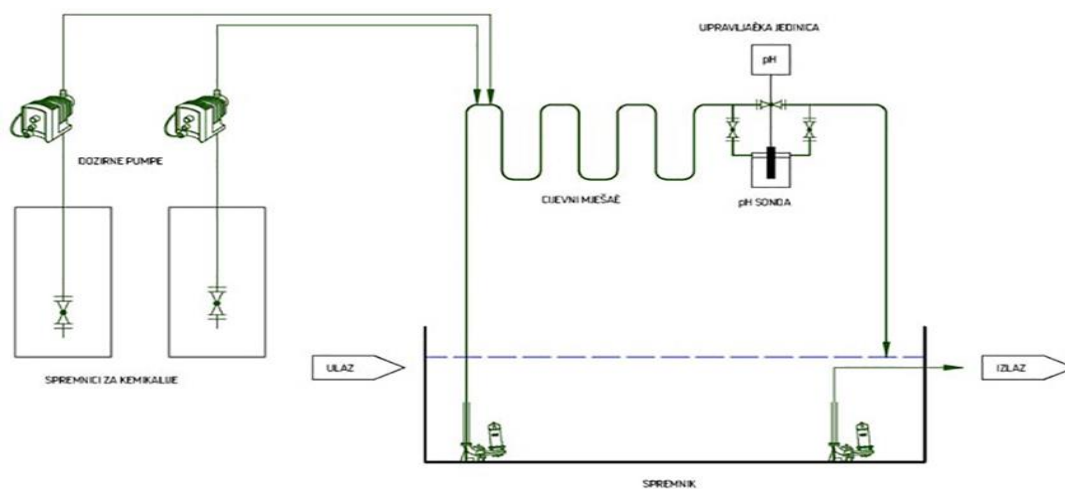 UPRAVLJAČKA JEDINICA
pH
DOZIRNE PUMPE
CIJEVNI MJEŠAČ
pH SONDA
SPREMNICI ZA KEMIKALIJE
ULAZ
IZLAZ
SPREMNIK